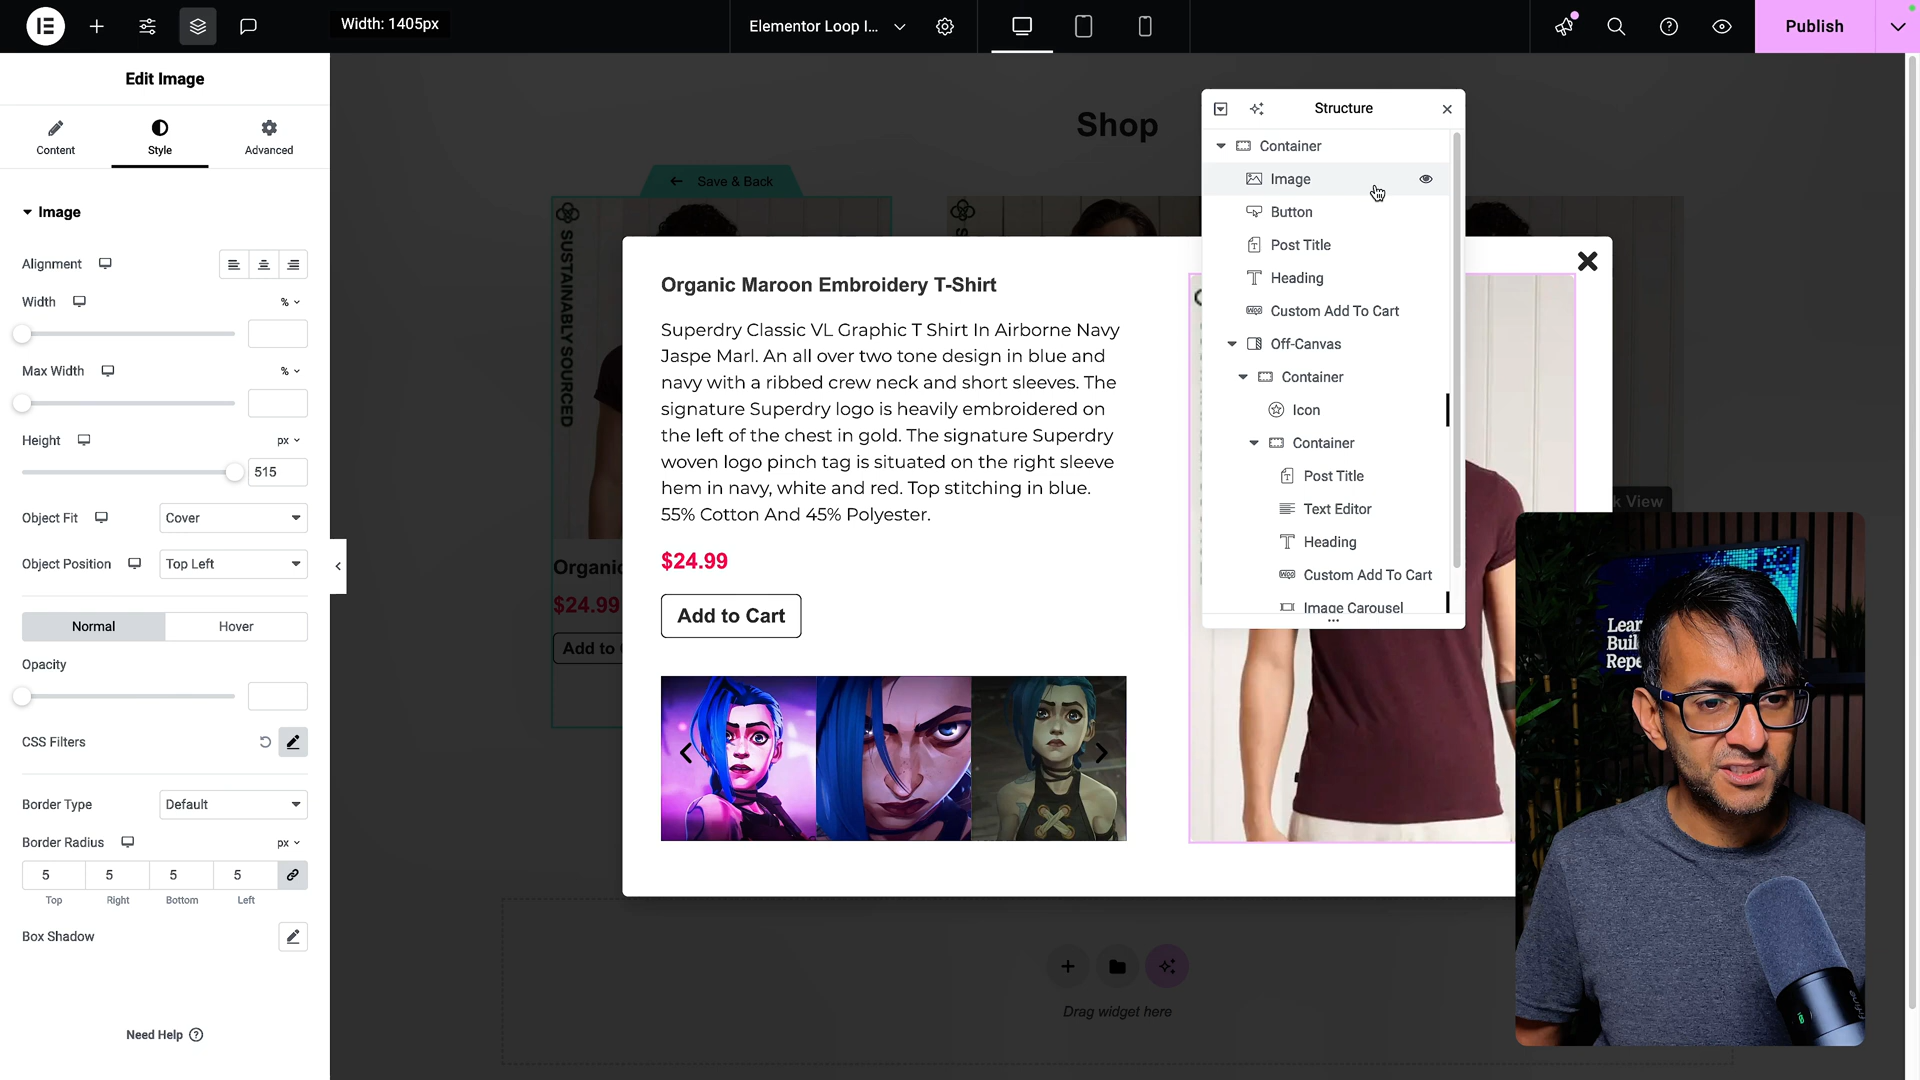 Width: 1405px
Elementor Loop I...
Publish
Edit Image
Content
Style
Advanced
Image
Alignment
Width
%
Max Width
%
Height
px
515
Object Fit
Cover
Object Position
Top Left
Normal
Hover
Opacity
CSS Filters
Border Type
Default
Border Radius
px
5
5
5
5
Top
Right
Bottom
Left
Box Shadow
Need Help
Shop
Save & Back
SUSTAINABLY SOURCED
Organic Maroon Embroidery T-Shirt
Superdry Classic VL Graphic T Shirt In Airborne Navy
Jaspe Marl. An all over two tone design in blue and
navy with a ribbed crew neck and short sleeves. The
signature Superdry logo is heavily embroidered on
the left of the chest in gold. The signature Superdry
woven logo pinch tag is situated on the right sleeve
hem in navy, white and red. Top stitching in blue.
55% Cotton And 45% Polyester.
$24.99
Add to Cart
Organic
$24.99
Add to
Structure
Container
Image
Button
Post Title
Heading
Custom Add To Cart
Off-Canvas
Container
Icon
Container
Post Title
Text Editor
Heading
Custom Add To Cart
Image Carousel
k View
Lear
Buil
Repe
Drag widget here